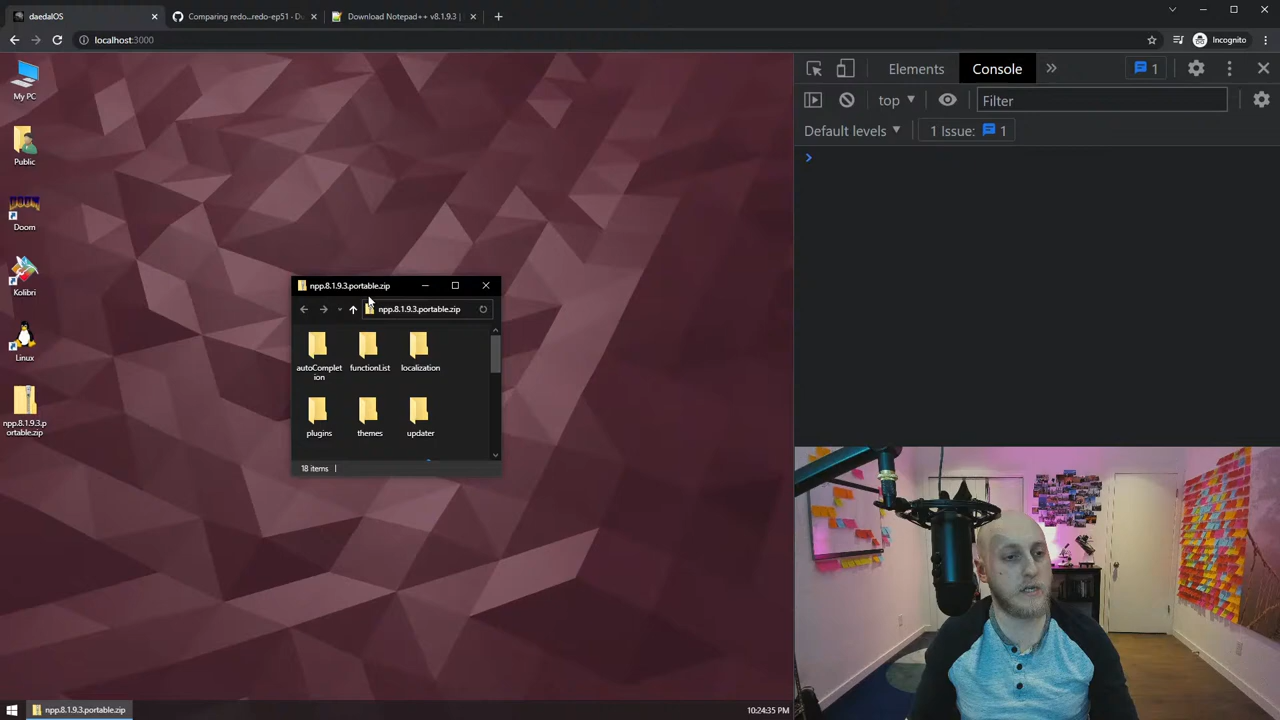 daedalOS
Comparing redo...redo-ep51 - D
Download Notepad++ v8.1.9.3 |
localhost:3000
Incognito
My PC
Public
Doom
Kolibri
Linux
npp.8.1.9.3.p
ortable.zip
npp.8.1.9.3.portable.zip
npp.8.1.9.3.portable.zip
autoComplet
ion
functionList
localization
plugins
themes
updater
18 items
Elements
Console
1
top
Filter
Default levels
1 Issue:
1
npp.8.1.9.3.portable.zip
10:24:35 PM